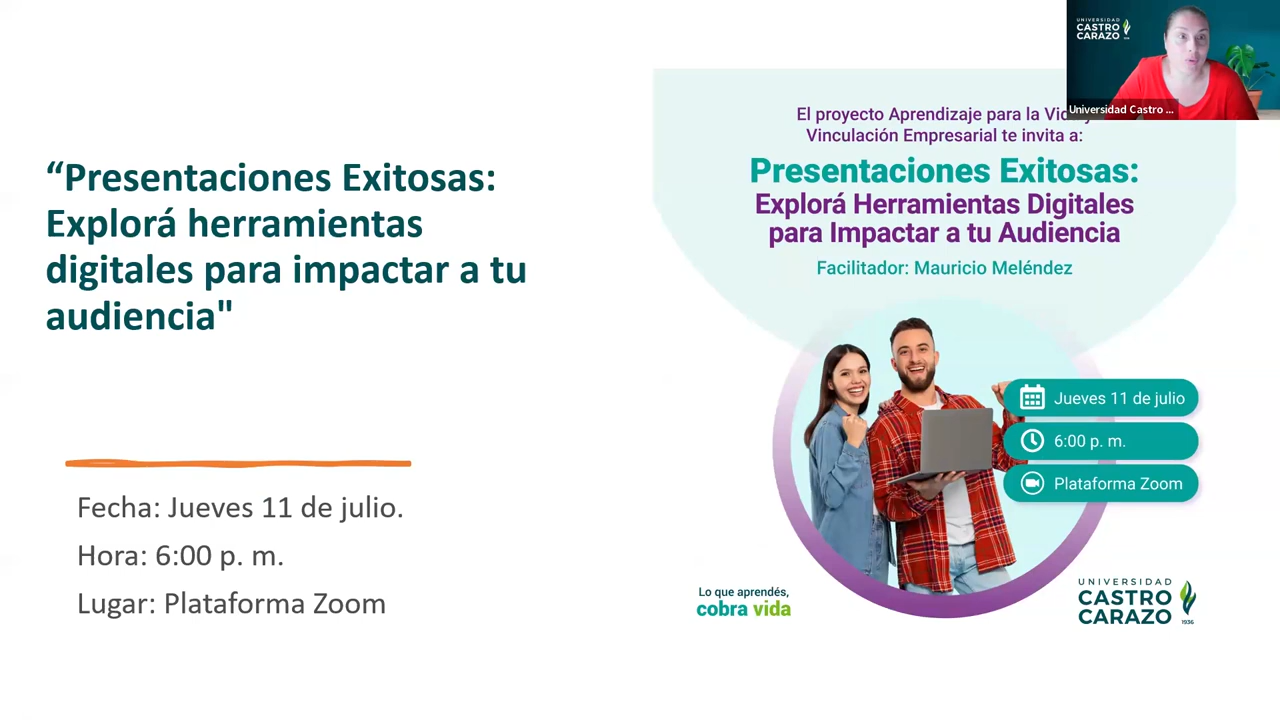 “Presentaciones Exitosas:
Explorá herramientas
digitales para impactar a tu
audiencia"
Fecha: Jueves 11 de julio.
Hora: 6:00 p. m.
Lugar: Plataforma Zoom
El proyecto Aprendizaje para la
Vinculación Empresarial te invita a:
Presentaciones Exitosas:
Explorá Herramientas Digitales
para Impactar a tu Audiencia
Facilitador: Mauricio Meléndez
Jueves 11 de julio
6:00 p. m.
Plataforma Zoom
Lo que aprendés,
cobra vida
UNIVERSIDAD
CASTRO
CARAZO
1936
UNIVERSIDAD
CASTRO
CARAZO
Universidad Castro ...